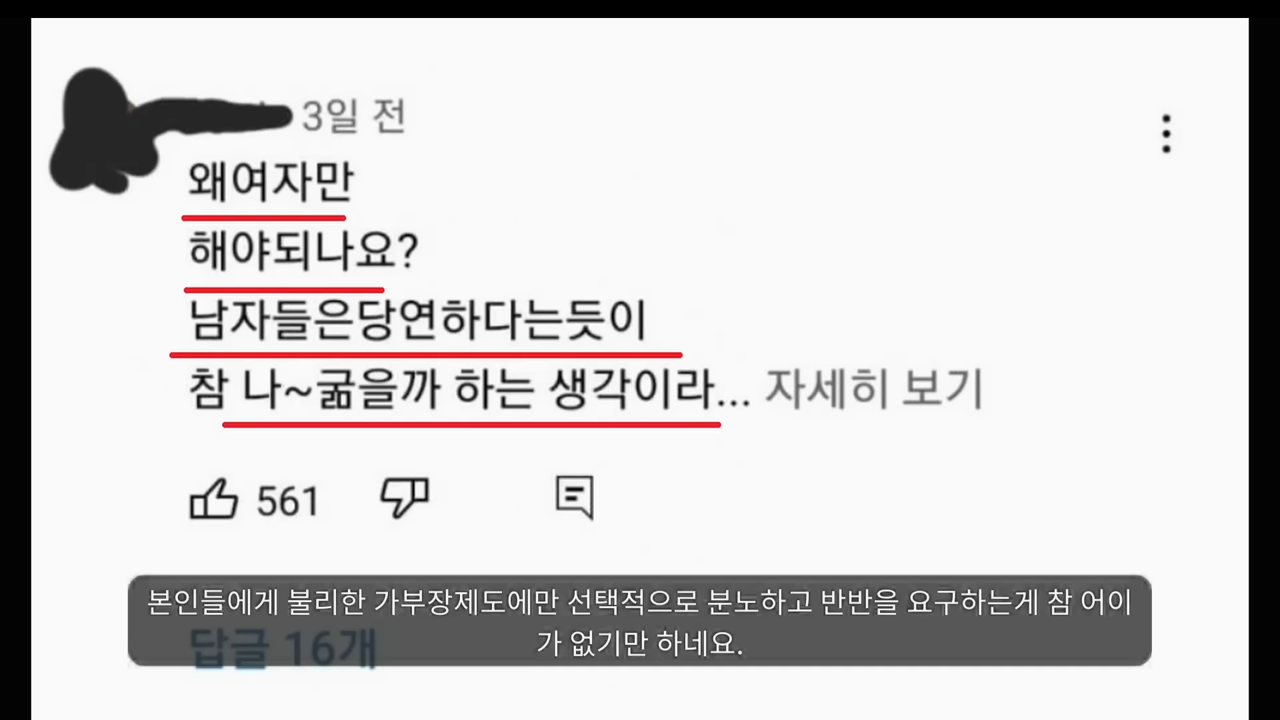 3일 전
왜여자만
해야되나요?
남자들은당연하다는듯이
참 나~굶을까 하는 생각이라... 자세히 보기
561
본인들에게 불리한 가부장제도에만 선택적으로 분노하고 반반을 요구하는게 참 어이
가 없기만 하네요.
답글 16개